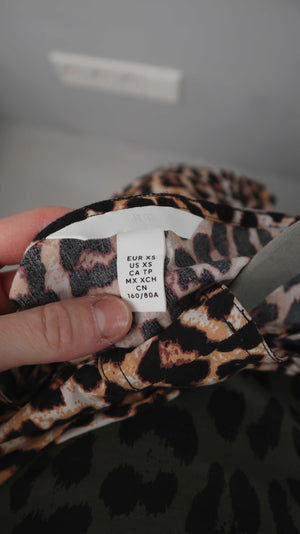 EUR XS
US XS
CA TP
MX XCH
CN
160/80A